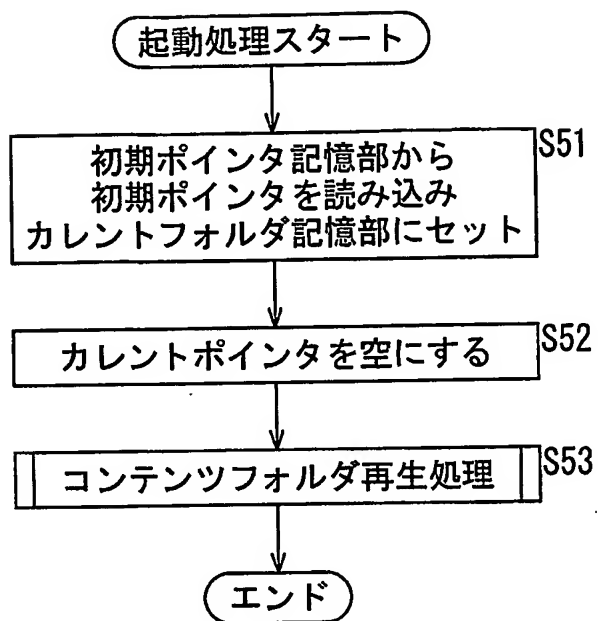 起動処理スタート
S51
初期ポインタ記憶部から
初期ポインタを読み込み
カレントフォルダ記憶部にセット
S52
カレントポインタを空にする
S53
コンテンツフォルダ再生処理
エンド